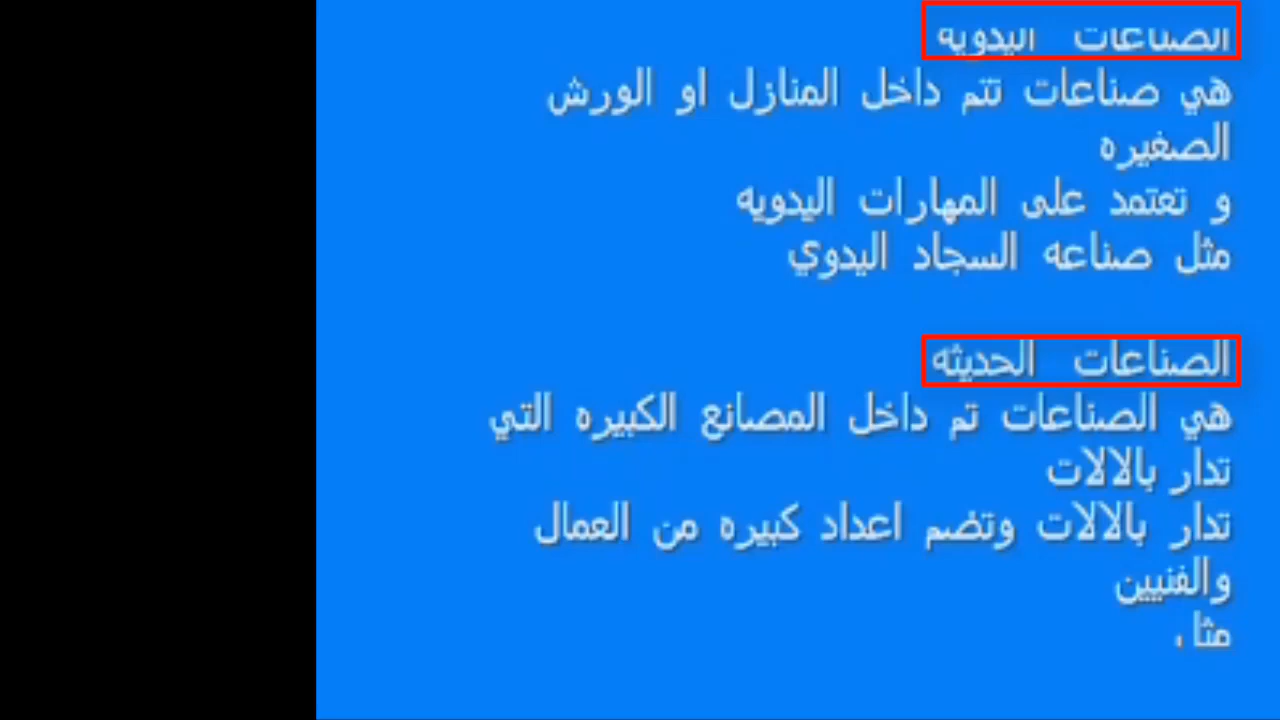 الصناعات اليدويه
هي صناعات تتم داخل المنازل او الورش
الصغيره
و تعتمد على المهارات اليدويه
مثل صناعه السجاد اليدوي
الصناعات الحديثه
هي الصناعات تم داخل المصانع الكبيره التي
تدار بالالات
تدار بالالات وتضم اعداد كبيره من العمال
والفنيين